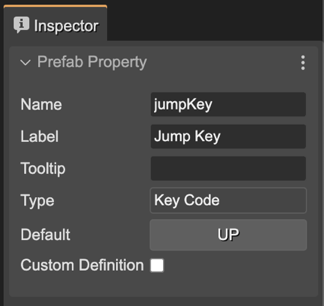 Inspector
Prefab Property
Name jumpKey
Label Jump Key
Tooltip
Type Key Code
Default UP
Custom Definition